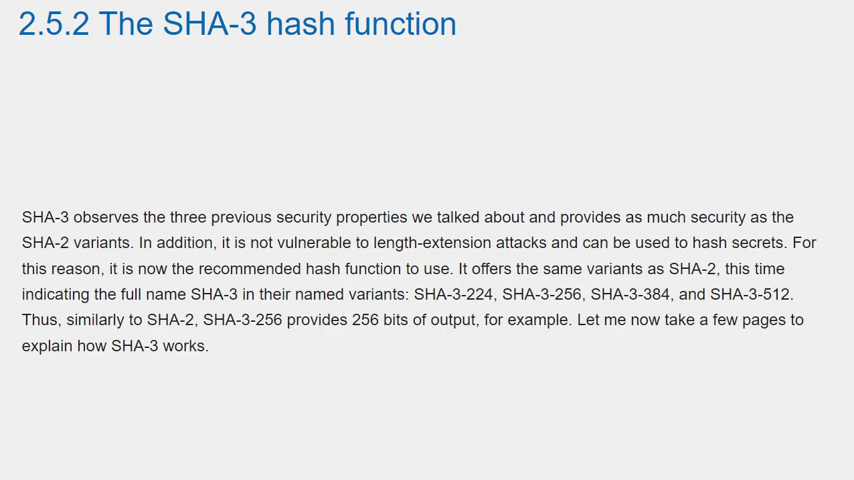 2.5.2 The SHA-3 hash function
SHA-3 observes the three previous security properties we talked about and provides as much security as the
SHA-2 variants. In addition, it is not vulnerable to length-extension attacks and can be used to hash secrets. For
this reason, it is now the recommended hash function to use. It offers the same variants as SHA-2, this time
indicating the full name SHA-3 in their named variants: SHA-3-224, SHA-3-256, SHA-3-384, and SHA-3-512.
Thus, similarly to SHA-2, SHA-3-256 provides 256 bits of output, for example. Let me now take a few pages to
explain how SHA-3 works.